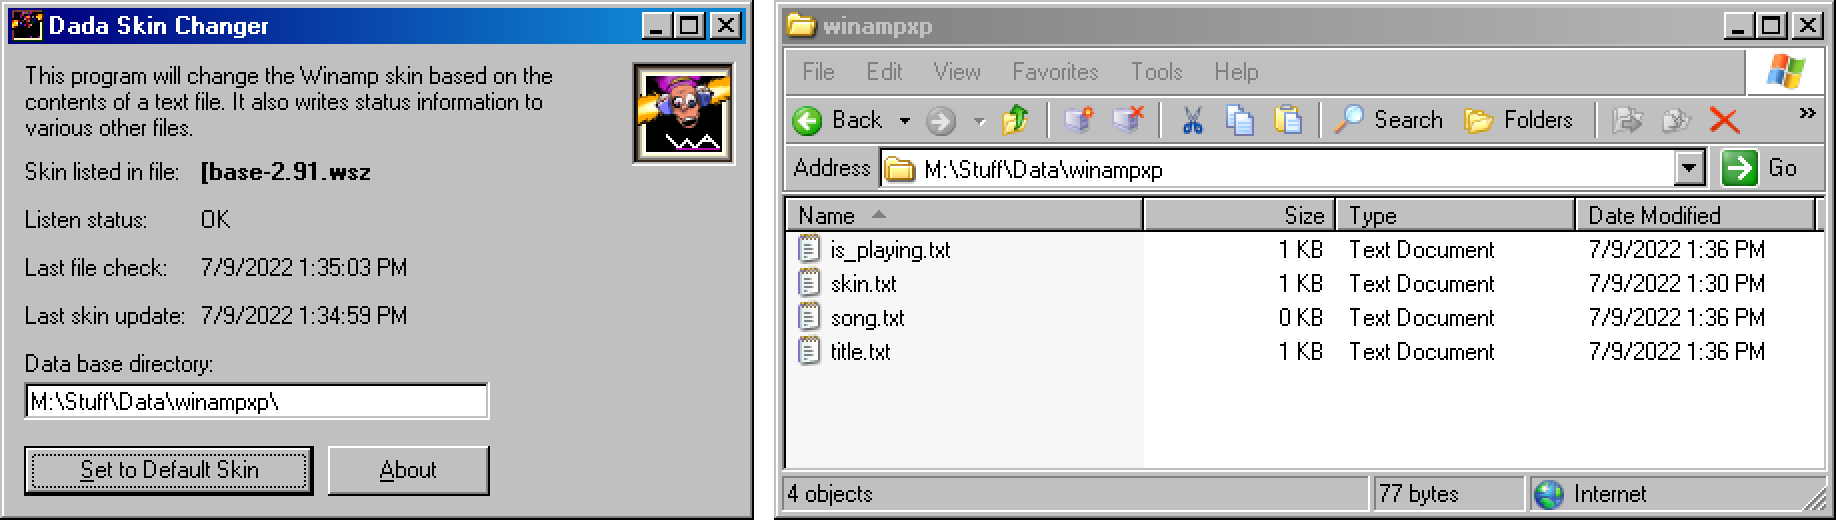 Dada Skin Changer
This program will change the Winamp skin based on the
contents of a text file. It also writes status information to
various other files.
Skin listed in file: [base-2.91.wsz
Listen status: OK
Last file check: 7/9/2022 1:35:03 PM
Last skin update: 7/9/2022 1:34:59 PM
Data base directory:
M:\Stuff\Data\winampxp\
Set to Default Skin About
winampxp
File Edit View Favorites Tools Help
Back Search Folders »
Address M:\Stuff\Data\winampxp Go
Name Size Type Date Modified
is_playing.txt 1 KB Text Document 7/9/2022 1:36 PM
skin.txt 1 KB Text Document 7/9/2022 1:30 PM
song.txt 0 KB Text Document 7/9/2022 1:36 PM
title.txt 1 KB Text Document 7/9/2022 1:36 PM
4 objects 77 bytes Internet